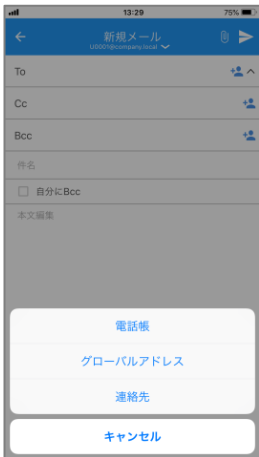 13:29
75%
新規メール
U0001@company.local
To
Cc
Bcc
件名
自分にBcc
本文編集
電話帳
グローバルアドレス
連絡先
キャンセル